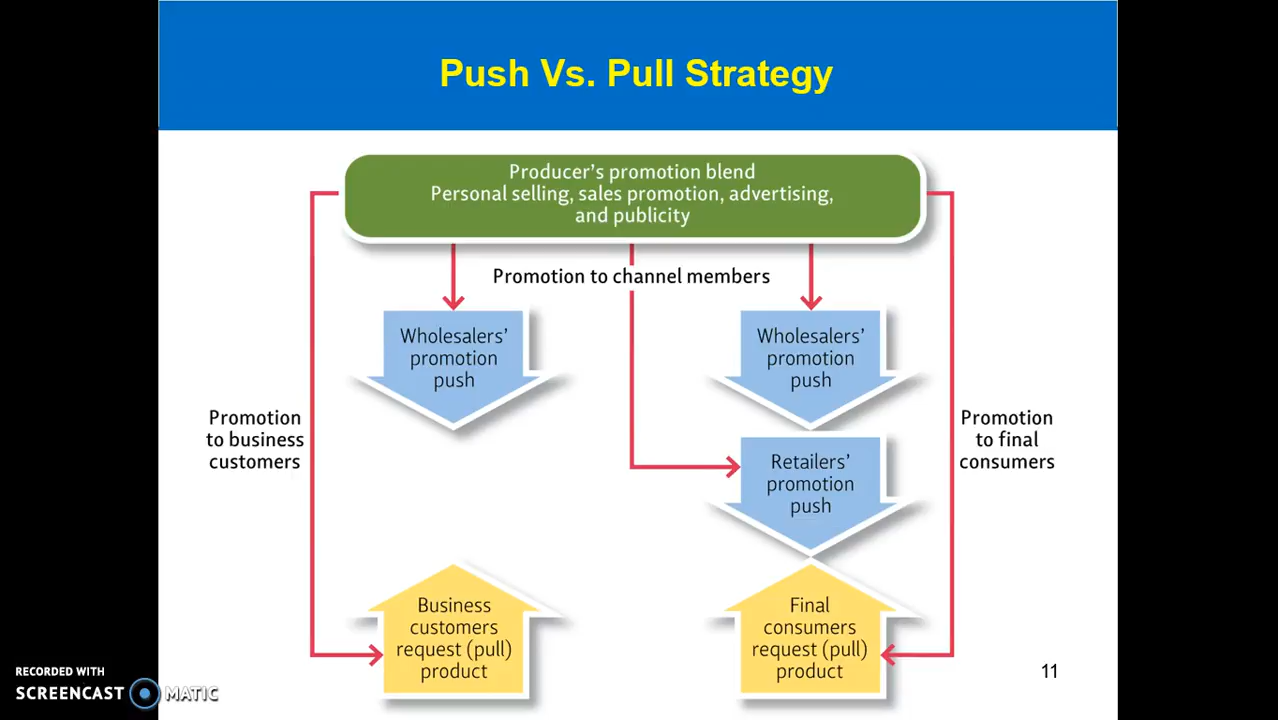 Push Vs. Pull Strategy
Producer's promotion blend
Personal selling, sales promotion, advertising,
and publicity
Promotion to channel members
Wholesalers'
promotion
push
Wholesalers'
promotion
push
Promotion
to business
customers
Retailers'
promotion
push
Promotion
to final
consumers
Business
customers
request (pull)
product
Final
consumers
request (pull)
product
11
RECORDED WITH
SCREENCAST MATIC